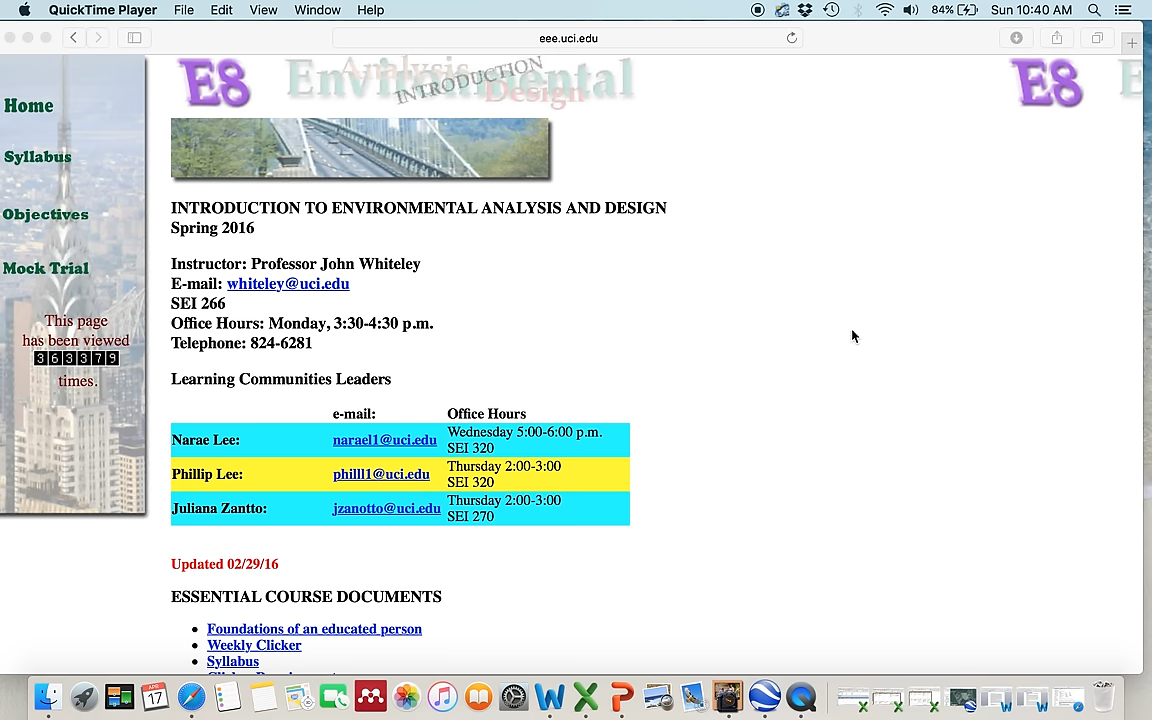 QuickTime Player File Edit View Window Help 84% Sun 10:40 AM
eee.uci.edu
E8 Environmental Analysis INTRODUCTION Design E8 E
Home
Syllabus
Objectives
Mock Trial
This page
has been viewed
363379
times.
INTRODUCTION TO ENVIRONMENTAL ANALYSIS AND DESIGN
Spring 2016
Instructor: Professor John Whiteley
E-mail: whiteley@uci.edu
SEI 266
Office Hours: Monday, 3:30-4:30 p.m.
Telephone: 824-6281
Learning Communities Leaders
e-mail: Office Hours
Narae Lee: narael1@uci.edu Wednesday 5:00-6:00 p.m.
SEI 320
Phillip Lee: philll1@uci.edu Thursday 2:00-3:00
SEI 320
Juliana Zantto: jzanotto@uci.edu Thursday 2:00-3:00
SEI 270
Updated 02/29/16
ESSENTIAL COURSE DOCUMENTS
Foundations of an educated person
Weekly Clicker
Syllabus
APR
17